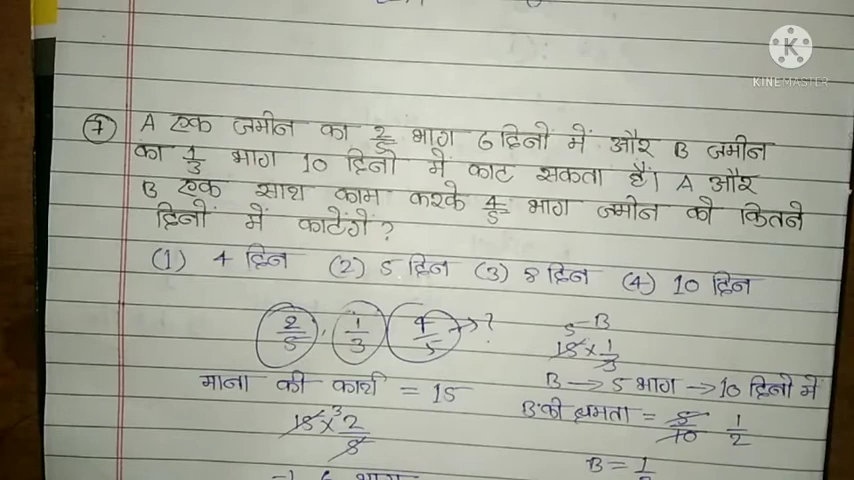 K
KINEMASTER
(7) A एक जमीन का 2/5 भाग 6 दिनों में और B जमीन
का 1/3 भाग 10 दिनों में काट सकता है। A और
B एक साथ काम करके 4/5 भाग जमीन को कितने
दिनों में काटेंगे?
(1) 4 दिन (2) 5 दिन (3) 8 दिन (4) 10 दिन
2/5, 1/3, 4/5 → ?
माना की कार्य = 15
15 × 2/5 3
B
15 × 1/3 5
B → 5 भाग → 10 दिनों में
B की क्षमता = 5/10 1/2